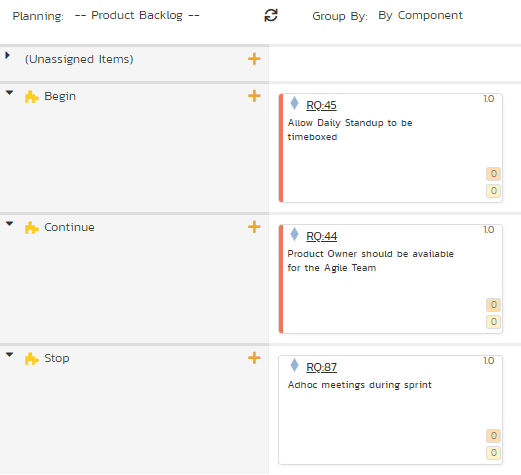 Planning: -- Product Backlog -- Group By: By Component
(Unassigned Items)
Begin
RQ:45 1.0
Allow Daily Standup to be
timeboxed
0
0
Continue
RQ:44 1.0
Product Owner should be available
for the Agile Team
0
0
Stop
RQ:87 1.0
Adhoc meetings during sprint
0
0